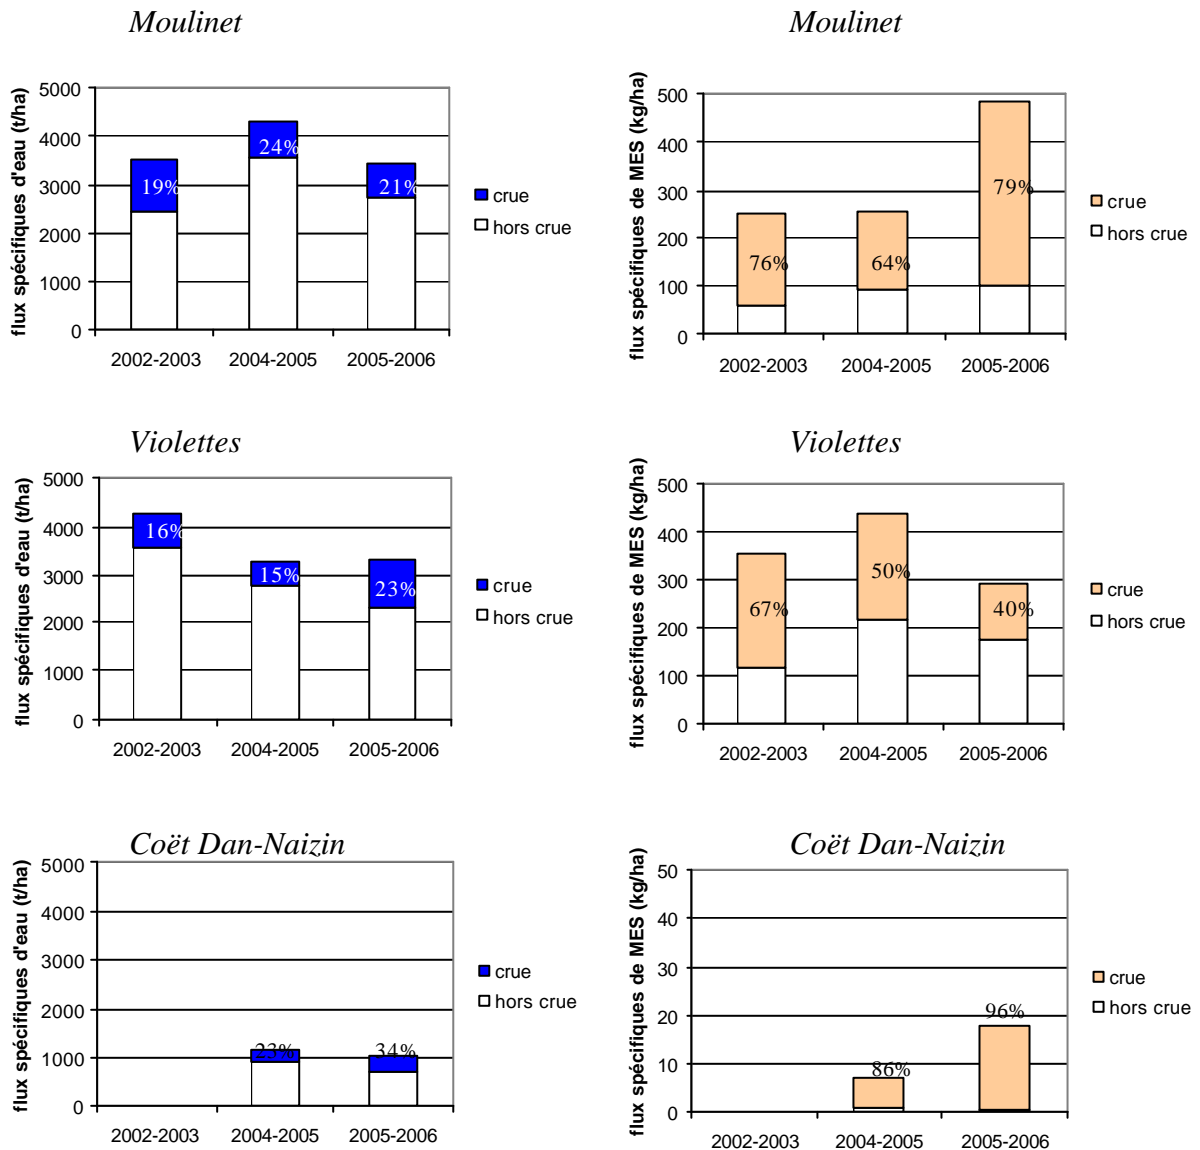 Moulinet
flux spécifiques d'eau (t/ha)
5000
4000
3000
2000
1000
0
19%
24%
21%
2002-2003
2004-2005
2005-2006
crue
hors crue
Moulinet
flux spécifiques de MES (kg/ha)
500
400
300
200
100
0
76%
64%
79%
2002-2003
2004-2005
2005-2006
crue
hors crue
Violettes
flux spécifiques d'eau (t/ha)
5000
4000
3000
2000
1000
0
16%
15%
23%
2002-2003
2004-2005
2005-2006
crue
hors crue
Violettes
flux spécifiques de MES (kg/ha)
500
400
300
200
100
0
67%
50%
40%
2002-2003
2004-2005
2005-2006
crue
hors crue
Coët Dan-Naizin
flux spécifiques d'eau (t/ha)
5000
4000
3000
2000
1000
0
23%
34%
2002-2003
2004-2005
2005-2006
crue
hors crue
Coët Dan-Naizin
flux spécifiques de MES (kg/ha)
50
40
30
20
10
0
86%
96%
2002-2003
2004-2005
2005-2006
crue
hors crue